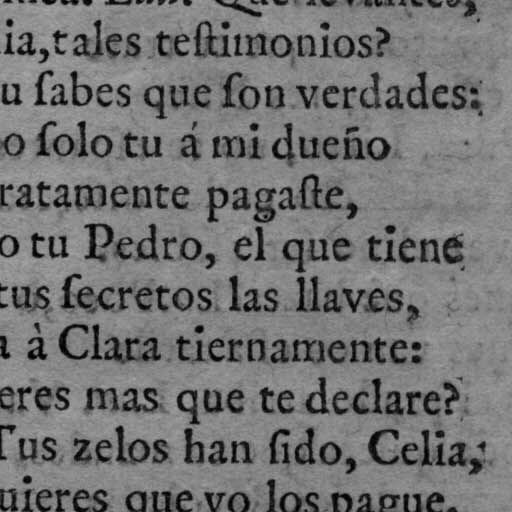 Que levantes,
ia, tales teſtimonios?
u ſabes que ſon verdades:
o ſolo tu á mi dueño
ratamente pagaſte,
o tu Pedro, el que tiene
tus ſecretos las llaves,
a à Clara tiernamente:
eres mas que te declare?
Tus zelos han ſido, Celia,
uieres que yo los pague,